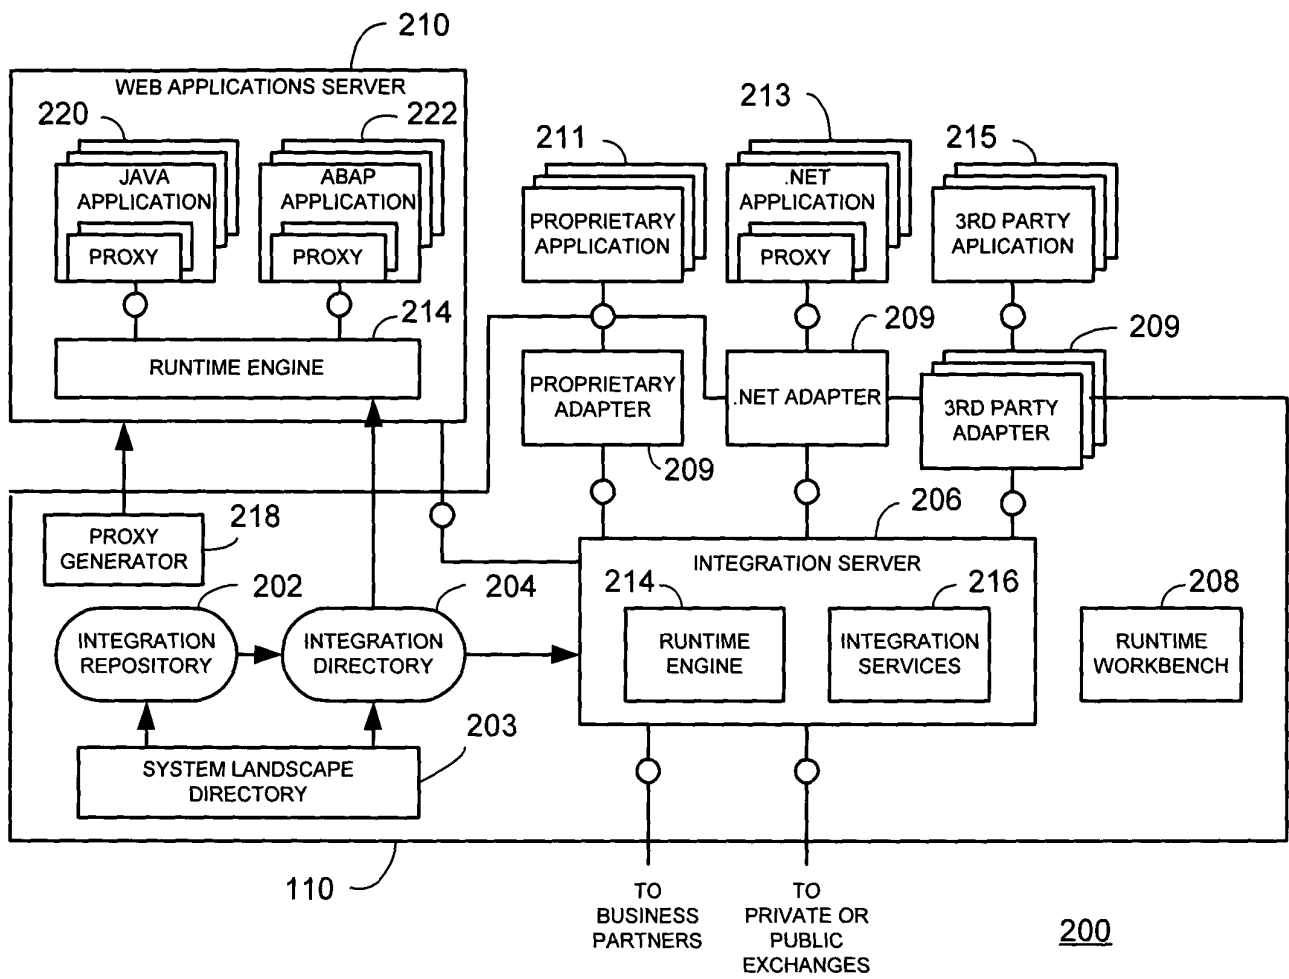 210
WEB APPLICATIONS SERVER
220
222
213
211
215
JAVA
APPLICATION
ABAP
APPLICATION
PROXY
PROXY
PROPRIETARY
APPLICATION
.NET
APPLICATION
PROXY
3RD PARTY
APLICATION
214
RUNTIME ENGINE
209
209
PROPRIETARY
ADAPTER
.NET ADAPTER
3RD PARTY
ADAPTER
209
218
PROXY
GENERATOR
206
INTEGRATION SERVER
202
204
214
216
208
INTEGRATION
REPOSITORY
INTEGRATION
DIRECTORY
RUNTIME
ENGINE
INTEGRATION
SERVICES
RUNTIME
WORKBENCH
203
SYSTEM LANDSCAPE
DIRECTORY
110
TO
BUSINESS
PARTNERS
TO
PRIVATE OR
PUBLIC
EXCHANGES
200